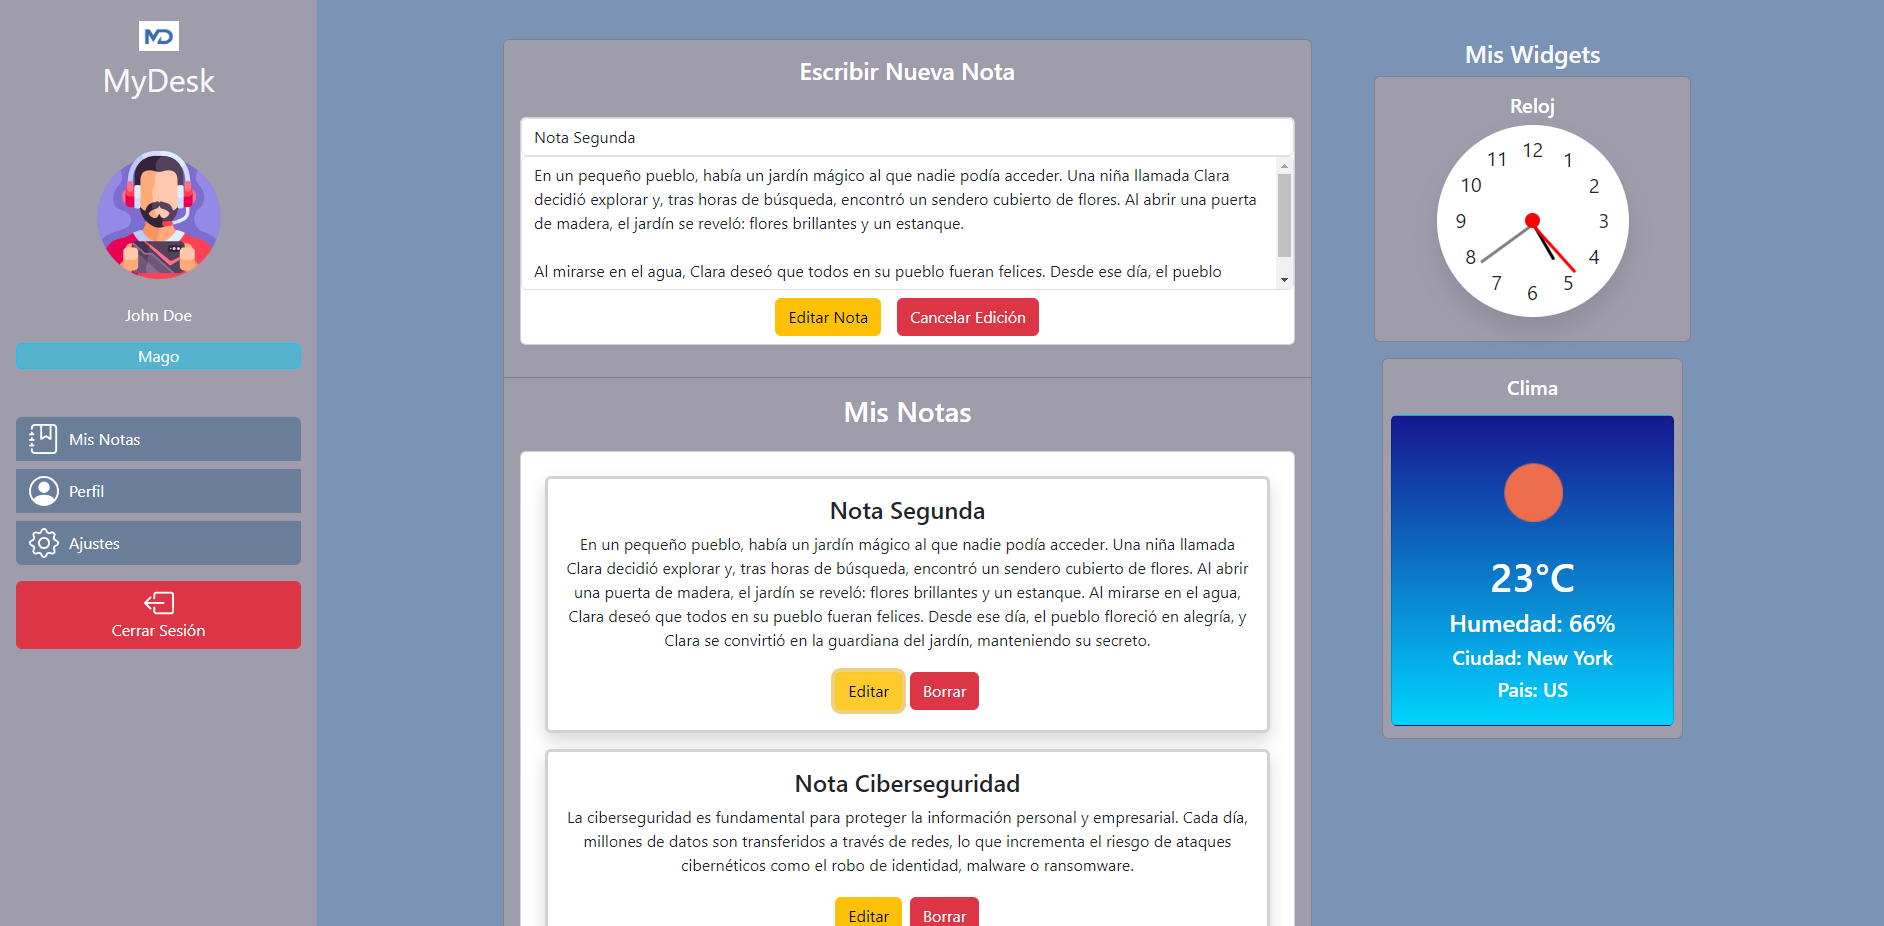 MD
MyDesk
John Doe
Mago
Mis Notas
Perfil
Ajustes
Cerrar Sesión
Escribir Nueva Nota
Nota Segunda
En un pequeño pueblo, había un jardín mágico al que nadie podía acceder. Una niña llamada Clara
decidió explorar y, tras horas de búsqueda, encontró un sendero cubierto de flores. Al abrir una puerta
de madera, el jardín se reveló: flores brillantes y un estanque.
Al mirarse en el agua, Clara deseó que todos en su pueblo fueran felices. Desde ese día, el pueblo
Editar Nota Cancelar Edición
Mis Notas
Nota Segunda
En un pequeño pueblo, había un jardín mágico al que nadie podía acceder. Una niña llamada
Clara decidió explorar y, tras horas de búsqueda, encontró un sendero cubierto de flores. Al abrir
una puerta de madera, el jardín se reveló: flores brillantes y un estanque. Al mirarse en el agua,
Clara deseó que todos en su pueblo fueran felices. Desde ese día, el pueblo floreció en alegría, y
Clara se convirtió en la guardiana del jardín, manteniendo su secreto.
Editar Borrar
Nota Ciberseguridad
La ciberseguridad es fundamental para proteger la información personal y empresarial. Cada día,
millones de datos son transferidos a través de redes, lo que incrementa el riesgo de ataques
cibernéticos como el robo de identidad, malware o ransomware.
Editar Borrar
Mis Widgets
Reloj
12
11 1
10 2
9 3
8 4
7 5
6
Clima
23°C
Humedad: 66%
Ciudad: New York
Pais: US